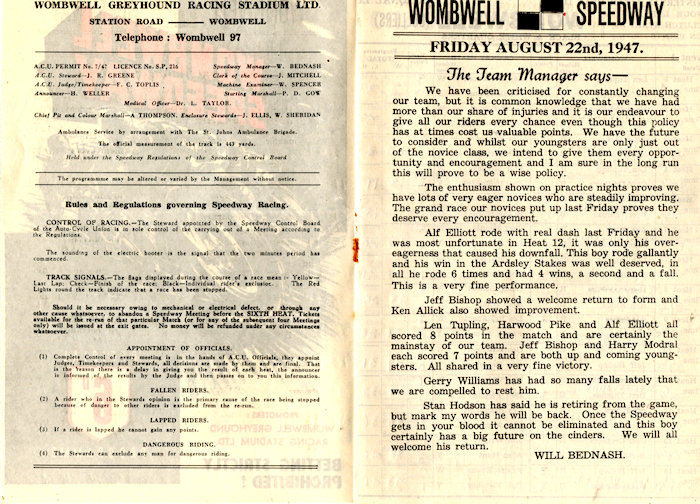 WOMBWELL GREYHOUND RACING STADIUM LTD.
STATION ROAD —— WOMBWELL
Telephone : Wombwell 97
A.C.U. PERMIT No. 7/47 LICENCE No. S.P. 216 Speedway Manager—W. BEDNASH
A.C.U. Steward—J. R. GREENE Clerk of the Course—J. MITCHELL
A.C.U. Judge/Timekeeper—F. C. TOPLIS Machine Examiner—W. SPENCER
Announcer—H. WELLER Starting Marshall—P. D. GOW
Medical Officer—Dr. L. TAYLOR.
Chief Pit and Colour Marshall—A THOMPSON. Enclosure Stewards—J. ELLIS, W. SHERIDAN
Ambulance Service by arrangement with The St. Johns Ambulance Brigade.
The official measurement of the track is 443 yards.
Held under the Speedway Regulations of the Speedway Control Board
The programme may be altered or varied by the Management without notice.
Rules and Regulations governing Speedway Racing.
CONTROL OF RACING.—The Steward appointed by the Speedway Control Board
of the Auto-Cycle Union is in sole control of the carrying out of a Meeting according to
the Regulations.
The sounding of the electric hooter is the signal that the two minutes period has
commenced.
TRACK SIGNALS.—The flags displayed during the course of a race mean :- Yellow—
Last Lap; Check—Finish of the race; Black—Individual rider's exclusion. The Red
Lights round the track indicate that a race has been stopped.
Should it be necessary owing to mechanical or electrical defect, or through any
other cause whatsoever, to abandon a Speedway Meeting before the SIXTH HEAT, Tickets
available for the re-run of that particular Match (or for any of the subsequent four Meetings
only) will be issued at the exit gates. No money will be refunded under any circumstances
whatsoever.
APPOINTMENT OF OFFICIALS.
(1) Complete Control of every meeting is in the hands of A.C.U. Officials, they appoint
Judges, Timekeepers and Stewards, all decisions are made by them and are final. That
is the reason there is a delay in giving you the result of each heat, the announcer
is informed of the results by the Judge and then passes on to you this information.
FALLEN RIDERS.
(2) A rider who in the Stewards opinion is the primary cause of the race being stopped
because of danger to other riders is excluded from the re-run.
LAPPED RIDERS.
(3) If a rider is lapped he cannot gain any points.
DANGEROUS RIDING.
(4) The Stewards can exclude any man for dangerous riding.
WOMBWELL SPEEDWAY
FRIDAY AUGUST 22nd, 1947.
The Team Manager says—
We have been criticised for constantly changing
our team, but it is common knowledge that we have had
more than our share of injuries and it is our endeavour to
give all our riders every chance even though this policy
has at times cost us valuable points. We have the future
to consider and whilst our youngsters are only just out
of the novice class, we intend to give them every oppor-
tunity and encouragement and I am sure in the long run
this will prove to be a wise policy.
The enthusiasm shown on practice nights proves we
have lots of very eager novices who are steadily improving.
The grand race our novices put up last Friday proves they
deserve every encouragement.
Alf Elliott rode with real dash last Friday and he
was most unfortunate in Heat 12, it was only his over-
eagerness that caused his downfall. This boy rode gallantly
and his win in the Ardsley Stakes was well deserved, in
all he rode 6 times and had 4 wins, a second and a fall.
This is a very fine performance.
Jeff Bishop showed a welcome return to form and
Ken Allick also showed improvement.
Len Tupling, Harwood Pike and Alf Elliott all
scored 8 points in the match and are certainly the
mainstay of our team. Jeff Bishop and Harry Modral
each scored 7 points and are both up and coming young-
sters. All shared in a very fine victory.
Gerry Williams has had so many falls lately that
we are compelled to rest him.
Stan Hodson has said he is retiring from the game,
but mark my words he will be back. Once the Speedway
gets in your blood it cannot be eliminated and this boy
certainly has a big future on the cinders. We will all
welcome his return.
WILL BEDNASH.